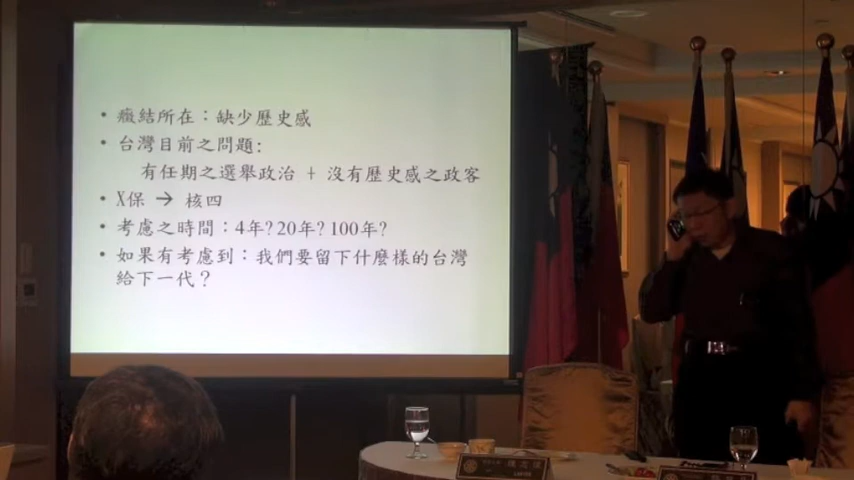 • 癥結所在：缺少歷史感
• 台灣目前之問題:
有任期之選舉政治 + 沒有歷史感之政客
• X保 → 核四
• 考慮之時間：4年? 20年? 100年?
• 如果有考慮到：我們要留下什麼樣的台灣
給下一代？